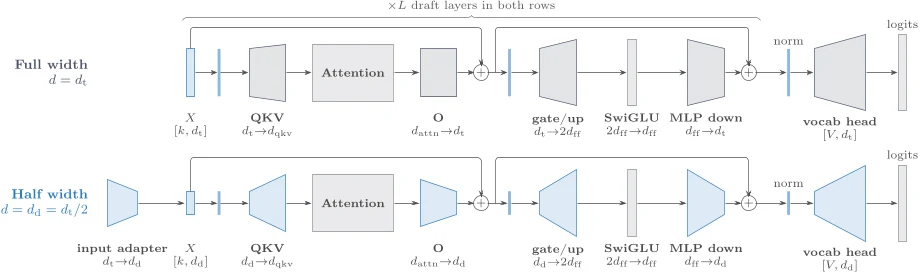 ×L draft layers in both rows
logits
norm
Full width
d = dt
Attention
X
[k, dt]
QKV
dt→dqkv
O
dattn→dt
gate/up
dt→2dff
SwiGLU
2dff→dff
MLP down
dff→dt
vocab head
[V, dt]
logits
norm
Half width
d = dd = dt/2
Attention
input adapter
dt→dd
X
[k, dd]
QKV
dd→dqkv
O
dattn→dd
gate/up
dd→2dff
SwiGLU
2dff→dff
MLP down
dff→dd
vocab head
[V, dd]